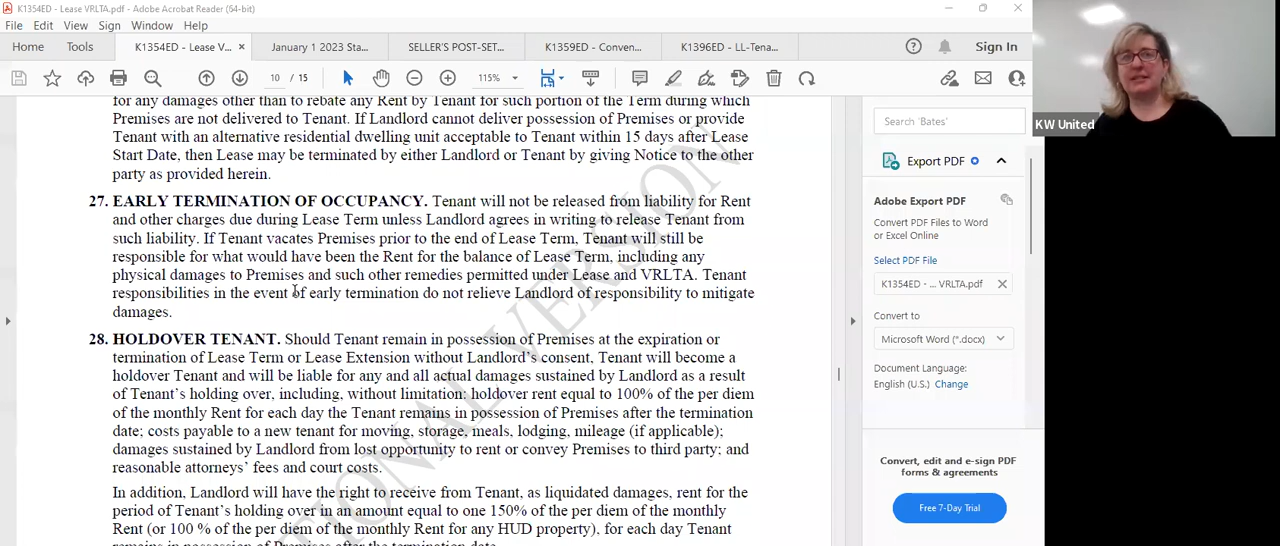 K1354ED - Lease VRLTA.pdf - Adobe Acrobat Reader (64-bit)
File Edit View Sign Window Help
Home Tools K1354ED - Lease V... × January 1 2023 Sta... SELLER'S POST-SET... K1359ED - Conven... K1396ED - LL-Tena... Sign In
10 / 15 115%
for any damages other than to rebate any Rent by Tenant for such portion of the Term during which
Premises are not delivered to Tenant. If Landlord cannot deliver possession of Premises or provide
Tenant with an alternative residential dwelling unit acceptable to Tenant within 15 days after Lease
Start Date, then Lease may be terminated by either Landlord or Tenant by giving Notice to the other
party as provided herein.
27. EARLY TERMINATION OF OCCUPANCY. Tenant will not be released from liability for Rent
and other charges due during Lease Term unless Landlord agrees in writing to release Tenant from
such liability. If Tenant vacates Premises prior to the end of Lease Term, Tenant will still be
responsible for what would have been the Rent for the balance of Lease Term, including any
physical damages to Premises and such other remedies permitted under Lease and VRLTA. Tenant
responsibilities in the event of early termination do not relieve Landlord of responsibility to mitigate
damages.
28. HOLDOVER TENANT. Should Tenant remain in possession of Premises at the expiration or
termination of Lease Term or Lease Extension without Landlord's consent, Tenant will become a
holdover Tenant and will be liable for any and all actual damages sustained by Landlord as a result
of Tenant's holding over, including, without limitation: holdover rent equal to 100% of the per diem
of the monthly Rent for each day the Tenant remains in possession of Premises after the termination
date; costs payable to a new tenant for moving, storage, meals, lodging, mileage (if applicable);
damages sustained by Landlord from lost opportunity to rent or convey Premises to third party; and
reasonable attorneys' fees and court costs.
In addition, Landlord will have the right to receive from Tenant, as liquidated damages, rent for the
period of Tenant's holding over in an amount equal to one 150% of the per diem of the monthly
Rent (or 100 % of the per diem of the monthly Rent for any HUD property), for each day Tenant
remains in possession of Premises after the termination date.
TIONAL VERSION
Search 'Bates'
Export PDF
Adobe Export PDF
Convert PDF Files to Word
or Excel Online
Select PDF File
K1354ED - ... VRLTA.pdf ×
Convert to
Microsoft Word (*.docx)
Document Language:
English (U.S.) Change
Convert, edit and e-sign PDF
forms & agreements
Free 7-Day Trial
KW United